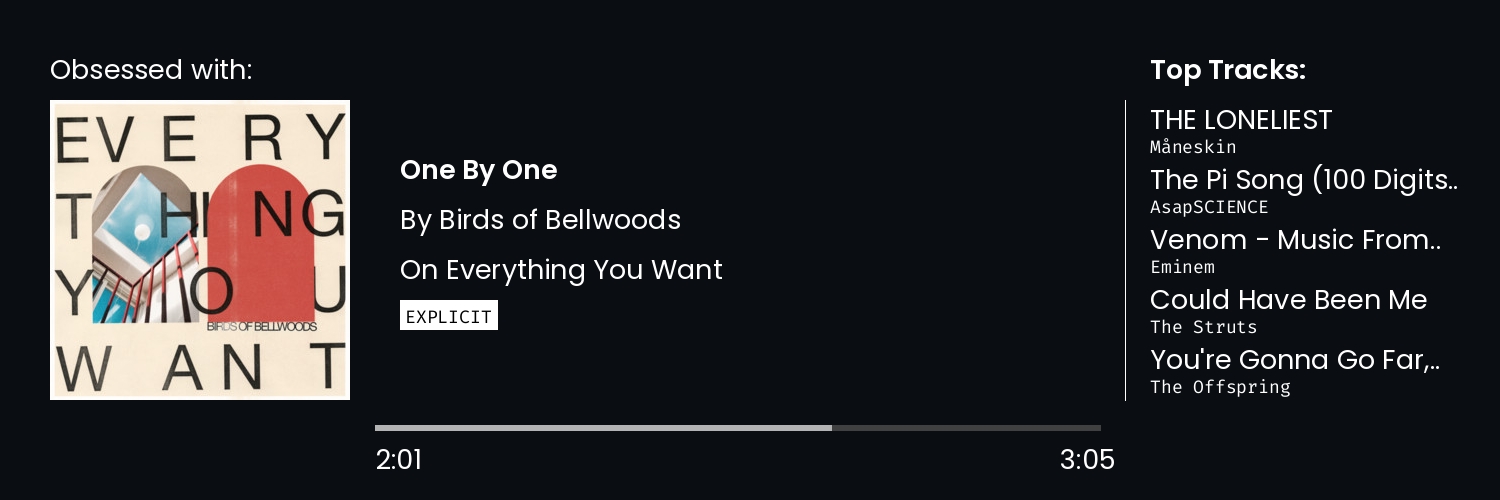 Obsessed with:
EVERY
THING
YOU
BIRDS OF BELLWOODS
WANT
One By One
By Birds of Bellwoods
On Everything You Want
EXPLICIT
2:01
3:05
Top Tracks:
THE LONELIEST
Måneskin
The Pi Song (100 Digits..
AsapSCIENCE
Venom - Music From..
Eminem
Could Have Been Me
The Struts
You're Gonna Go Far,..
The Offspring